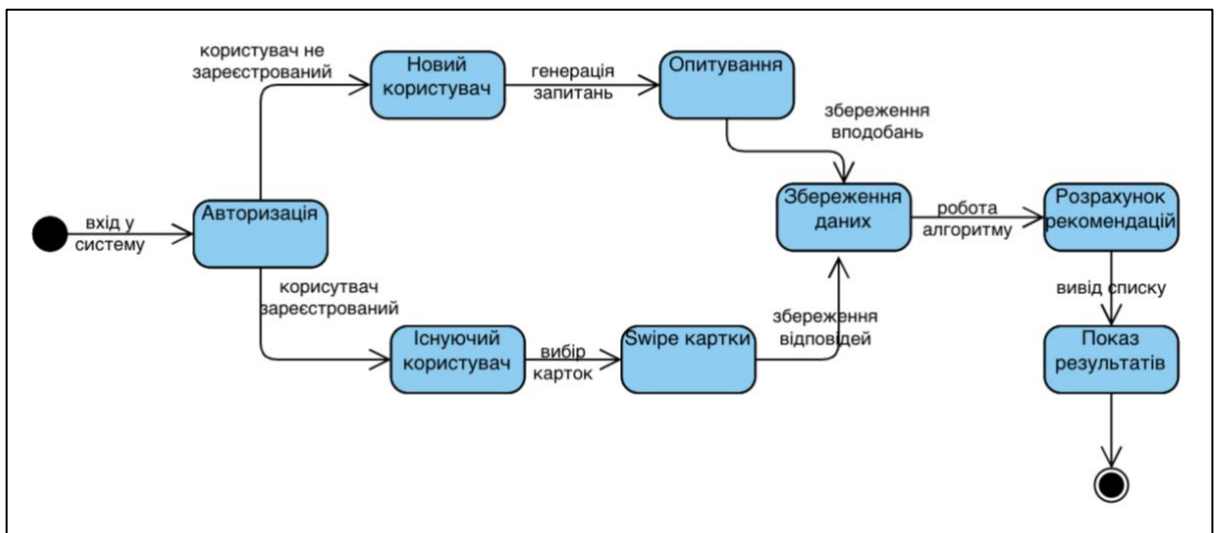 користувач не
зареєстрований
Новий
користувач
генерація
запитань
Опитування
збереження
вподобань
вхід у
систему
Авторизація
Збереження
даних
робота
алгоритму
Розрахунок
рекомендацій
корисутвач
зареєстрований
Існуючий
користувач
вибір
карток
Swipe картки
збереження
відповідей
вивід списку
Показ
результатів